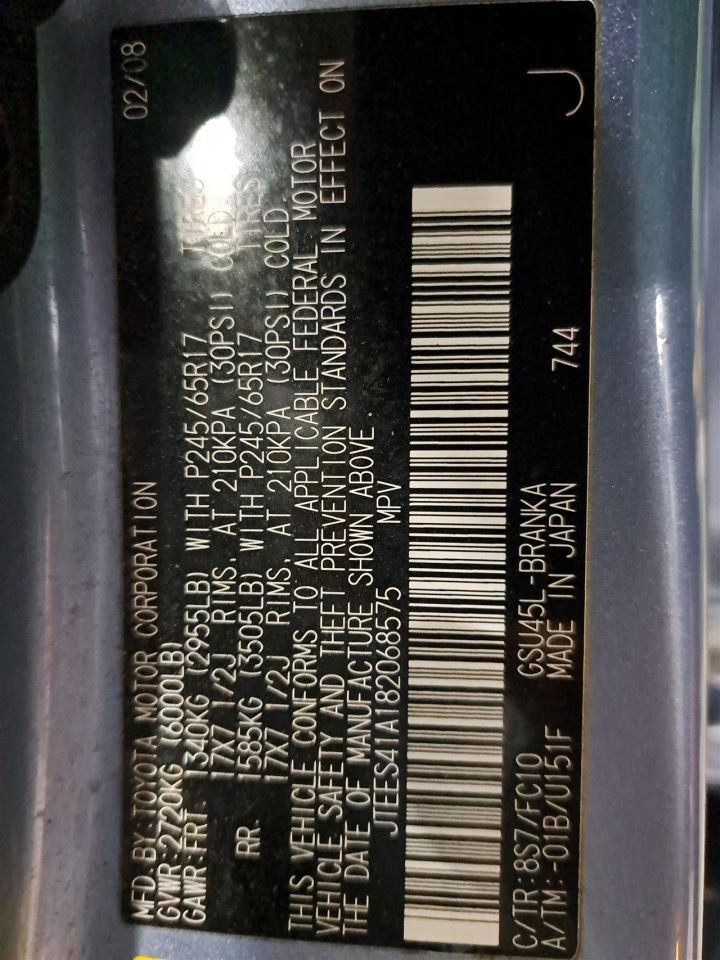 MFD.BY:TOYOTA MOTOR CORPORATION 02/08
GVWR:2720KG (6000LB)
GAWR:FRT. 1340KG (2955LB) WITH P245/65R17 TIRES
17X7 1/2J RIMS, AT 210KPA (30PSI) COLD
RR. 1585KG (3505LB) WITH P245/65R17 TIRES
17X7 1/2J RIMS, AT 210KPA (30PSI) COLD
THIS VEHICLE CONFORMS TO ALL APPLICABLE FEDERAL MOTOR
VEHICLE SAFETY AND THEFT PREVENTION STANDARDS IN EFFECT ON
THE DATE OF MANUFACTURE SHOWN ABOVE.
JTEES41A182068575 MPV
C/TR:8S7/FC10 GSU45L-BRANKA
A/TM:-01B/U151F MADE IN JAPAN 744 J